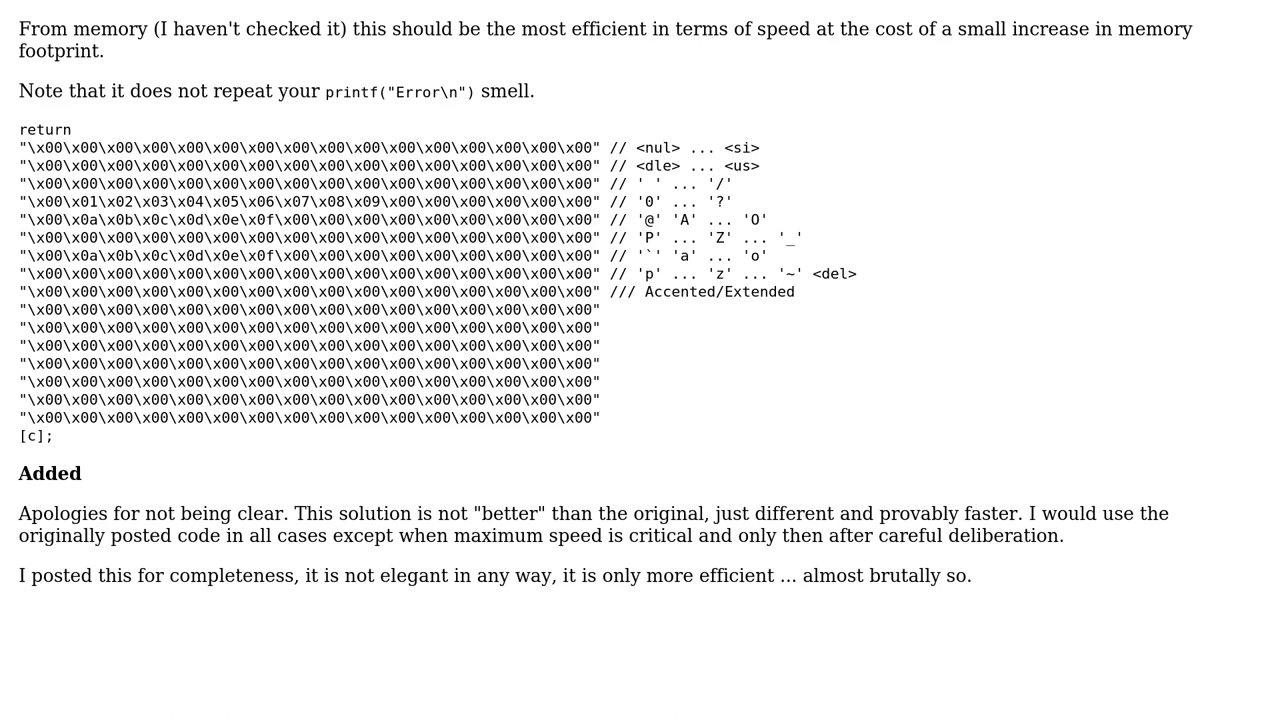 From memory (I haven't checked it) this should be the most efficient in terms of speed at the cost of a small increase in memory
footprint.
Note that it does not repeat your printf("Error\n") smell.
return
"\x00\x00\x00\x00\x00\x00\x00\x00\x00\x00\x00\x00\x00\x00\x00\x00" // <nul> ... <si>
"\x00\x00\x00\x00\x00\x00\x00\x00\x00\x00\x00\x00\x00\x00\x00\x00" // <dle> ... <us>
"\x00\x00\x00\x00\x00\x00\x00\x00\x00\x00\x00\x00\x00\x00\x00\x00" // ' ' ... '/'
"\x00\x01\x02\x03\x04\x05\x06\x07\x08\x09\x00\x00\x00\x00\x00\x00" // '0' ... '?'
"\x00\x0a\x0b\x0c\x0d\x0e\x0f\x00\x00\x00\x00\x00\x00\x00\x00\x00" // '@' 'A' ... 'O'
"\x00\x00\x00\x00\x00\x00\x00\x00\x00\x00\x00\x00\x00\x00\x00\x00" // 'P' ... 'Z' ... '_'
"\x00\x0a\x0b\x0c\x0d\x0e\x0f\x00\x00\x00\x00\x00\x00\x00\x00\x00" // '`' 'a' ... 'o'
"\x00\x00\x00\x00\x00\x00\x00\x00\x00\x00\x00\x00\x00\x00\x00\x00" // 'p' ... 'z' ... '~' <del>
"\x00\x00\x00\x00\x00\x00\x00\x00\x00\x00\x00\x00\x00\x00\x00\x00" /// Accented/Extended
"\x00\x00\x00\x00\x00\x00\x00\x00\x00\x00\x00\x00\x00\x00\x00\x00"
"\x00\x00\x00\x00\x00\x00\x00\x00\x00\x00\x00\x00\x00\x00\x00\x00"
"\x00\x00\x00\x00\x00\x00\x00\x00\x00\x00\x00\x00\x00\x00\x00\x00"
"\x00\x00\x00\x00\x00\x00\x00\x00\x00\x00\x00\x00\x00\x00\x00\x00"
"\x00\x00\x00\x00\x00\x00\x00\x00\x00\x00\x00\x00\x00\x00\x00\x00"
"\x00\x00\x00\x00\x00\x00\x00\x00\x00\x00\x00\x00\x00\x00\x00\x00"
"\x00\x00\x00\x00\x00\x00\x00\x00\x00\x00\x00\x00\x00\x00\x00\x00"
[c];
Added
Apologies for not being clear. This solution is not "better" than the original, just different and provably faster. I would use the
originally posted code in all cases except when maximum speed is critical and only then after careful deliberation.
I posted this for completeness, it is not elegant in any way, it is only more efficient ... almost brutally so.